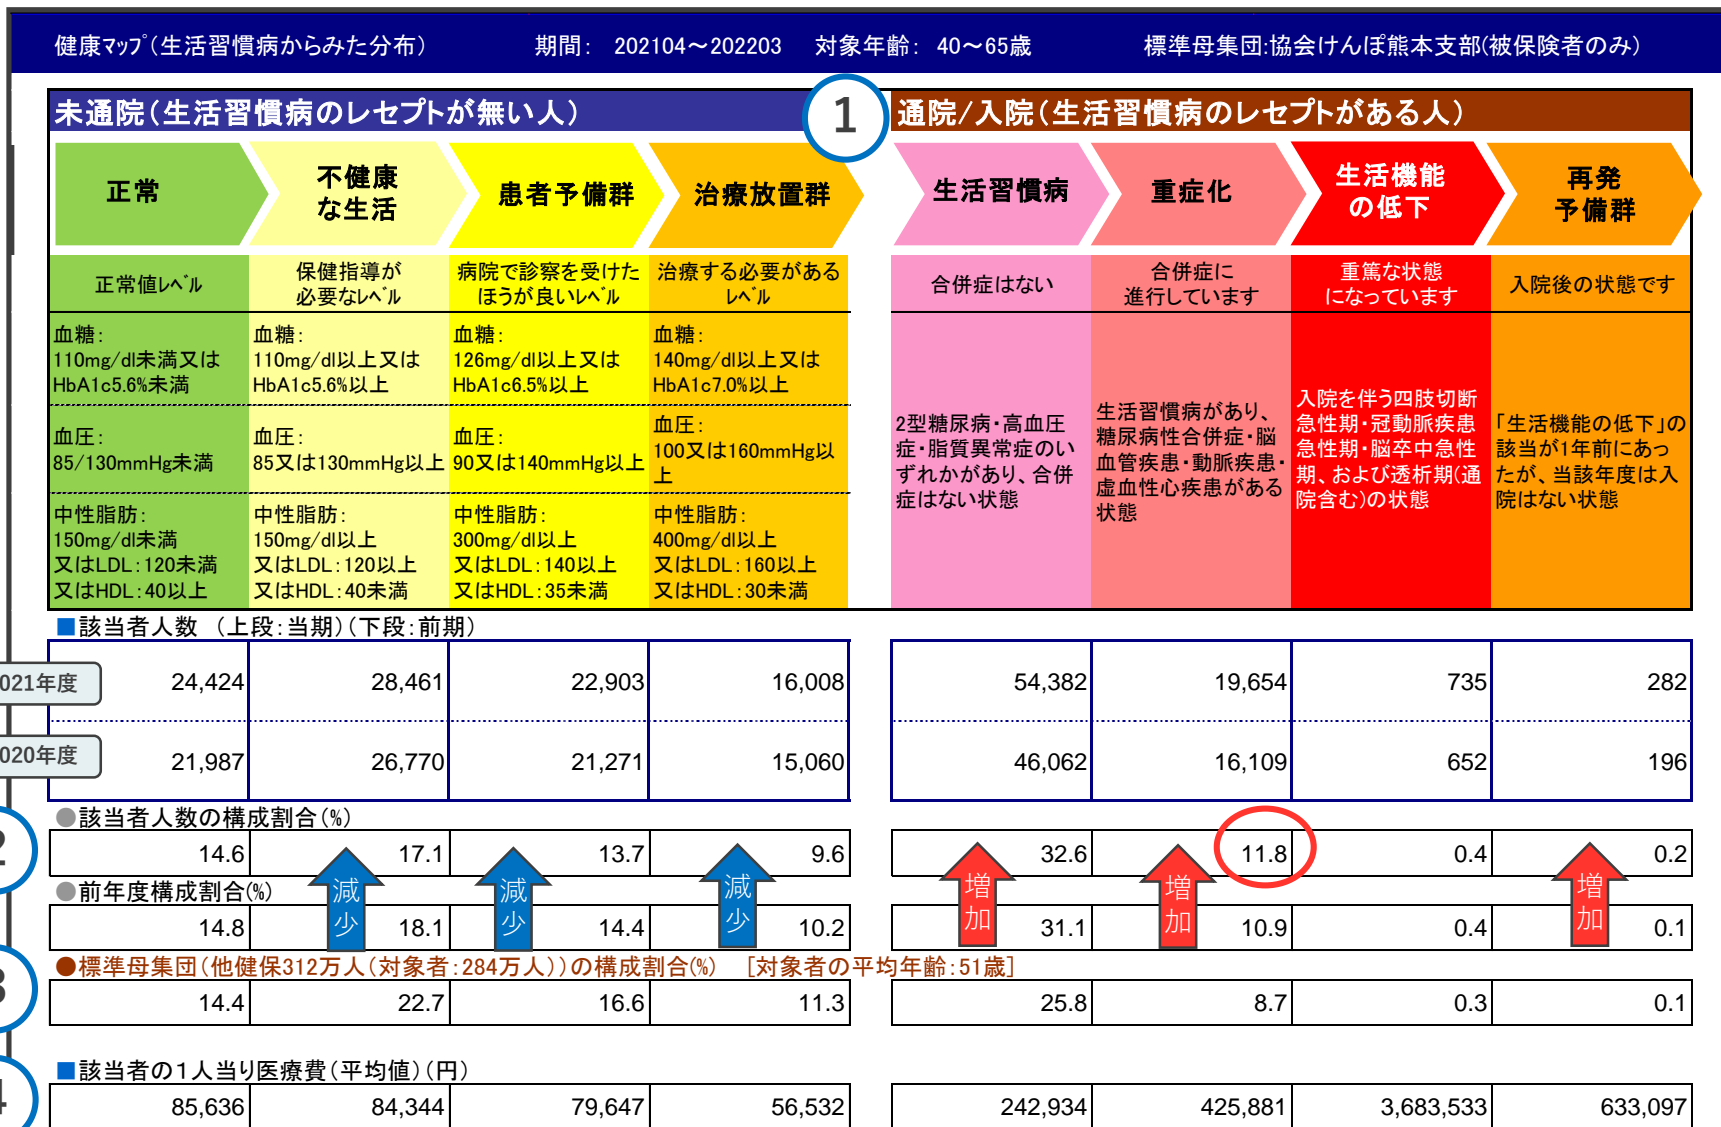 健康マップ(生活習慣病からみた分布) 期間: 202104～202203 対象年齢: 40～65歳 標準母集団:協会けんぽ熊本支部(被保険者のみ)
未通院(生活習慣病のレセプトが無い人) 1 通院/入院(生活習慣病のレセプトがある人)
正常
不健康
な生活
患者予備群
治療放置群
生活習慣病
重症化
生活機能
の低下
再発
予備群
正常値レベル
保健指導が
必要なレベル
病院で診察を受けた
ほうが良いレベル
治療する必要がある
レベル
合併症はない
合併症に
進行しています
重篤な状態
になっています
入院後の状態です
血糖:
110mg/dl未満又は
HbA1c5.6%未満
血糖:
110mg/dl以上又は
HbA1c5.6%以上
血糖:
126mg/dl以上又は
HbA1c6.5%以上
血糖:
140mg/dl以上又は
HbA1c7.0%以上
血圧:
85/130mmHg未満
血圧:
85又は130mmHg以上
血圧:
90又は140mmHg以上
血圧:
100又は160mmHg以
上
中性脂肪:
150mg/dl未満
又はLDL:120未満
又はHDL:40以上
中性脂肪:
150mg/dl以上
又はLDL:120以上
又はHDL:40未満
中性脂肪:
300mg/dl以上
又はLDL:140以上
又はHDL:35未満
中性脂肪:
400mg/dl以上
又はLDL:160以上
又はHDL:30未満
2型糖尿病・高血圧
症・脂質異常症のい
ずれかがあり、合併
症はない状態
生活習慣病があり、
糖尿病性合併症・脳
血管疾患・動脈疾患・
虚血性心疾患がある
状態
入院を伴う四肢切断
急性期・冠動脈疾患
急性期・脳卒中急性
期、および透析期(通
院含む)の状態
「生活機能の低下」の
該当が1年前にあっ
たが、当該年度は入
院はない状態
■該当者人数 (上段:当期)(下段:前期)
021年度 24,424 28,461 22,903 16,008 54,382 19,654 735 282
020年度 21,987 26,770 21,271 15,060 46,062 16,109 652 196
●該当者人数の構成割合(%)
2 14.6 17.1 13.7 9.6 32.6 11.8 0.4 0.2
減少 減少 減少 増加 増加 増加
●前年度構成割合(%)
14.8 18.1 14.4 10.2 31.1 10.9 0.4 0.1
●標準母集団(他健保312万人(対象者:284万人))の構成割合(%) [対象者の平均年齢:51歳]
3 14.4 22.7 16.6 11.3 25.8 8.7 0.3 0.1
■該当者の1人当り医療費(平均値)(円)
4 85,636 84,344 79,647 56,532 242,934 425,881 3,683,533 633,097